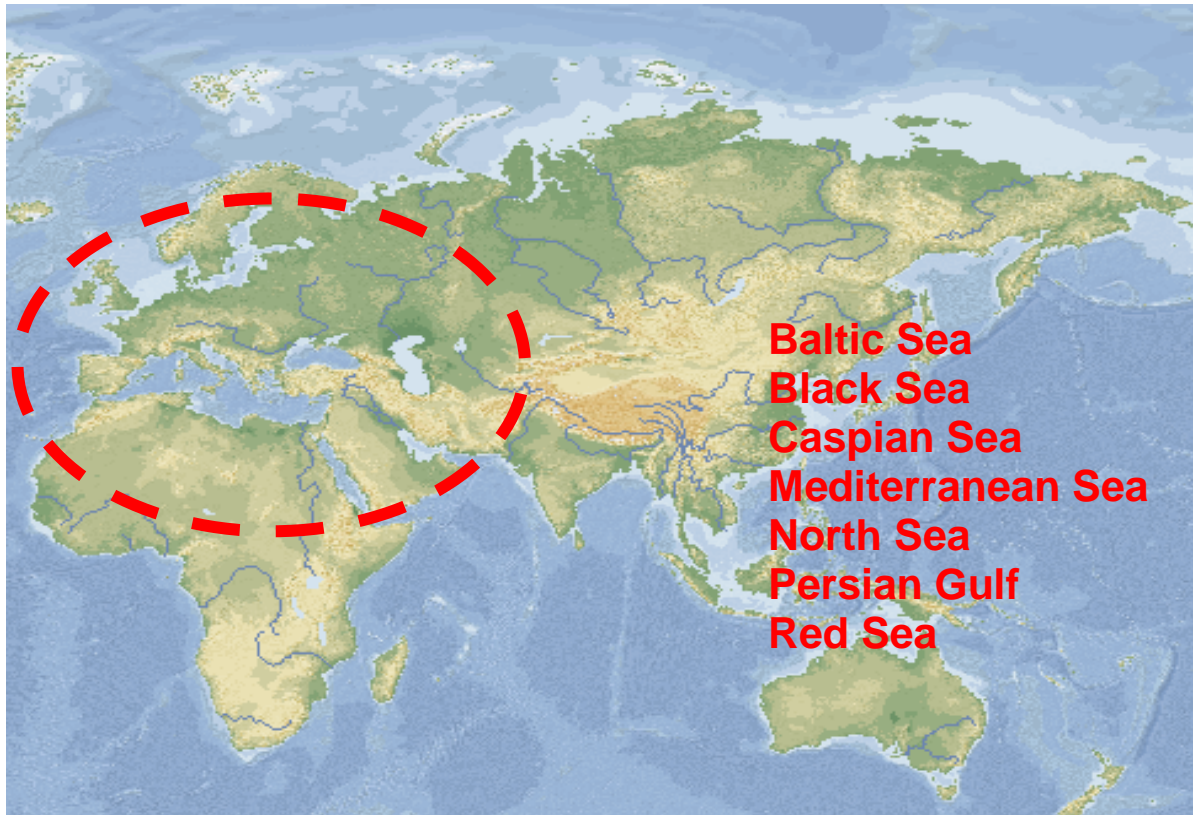 Baltic Sea
Black Sea
Caspian Sea
Mediterranean Sea
North Sea
Persian Gulf
Red Sea